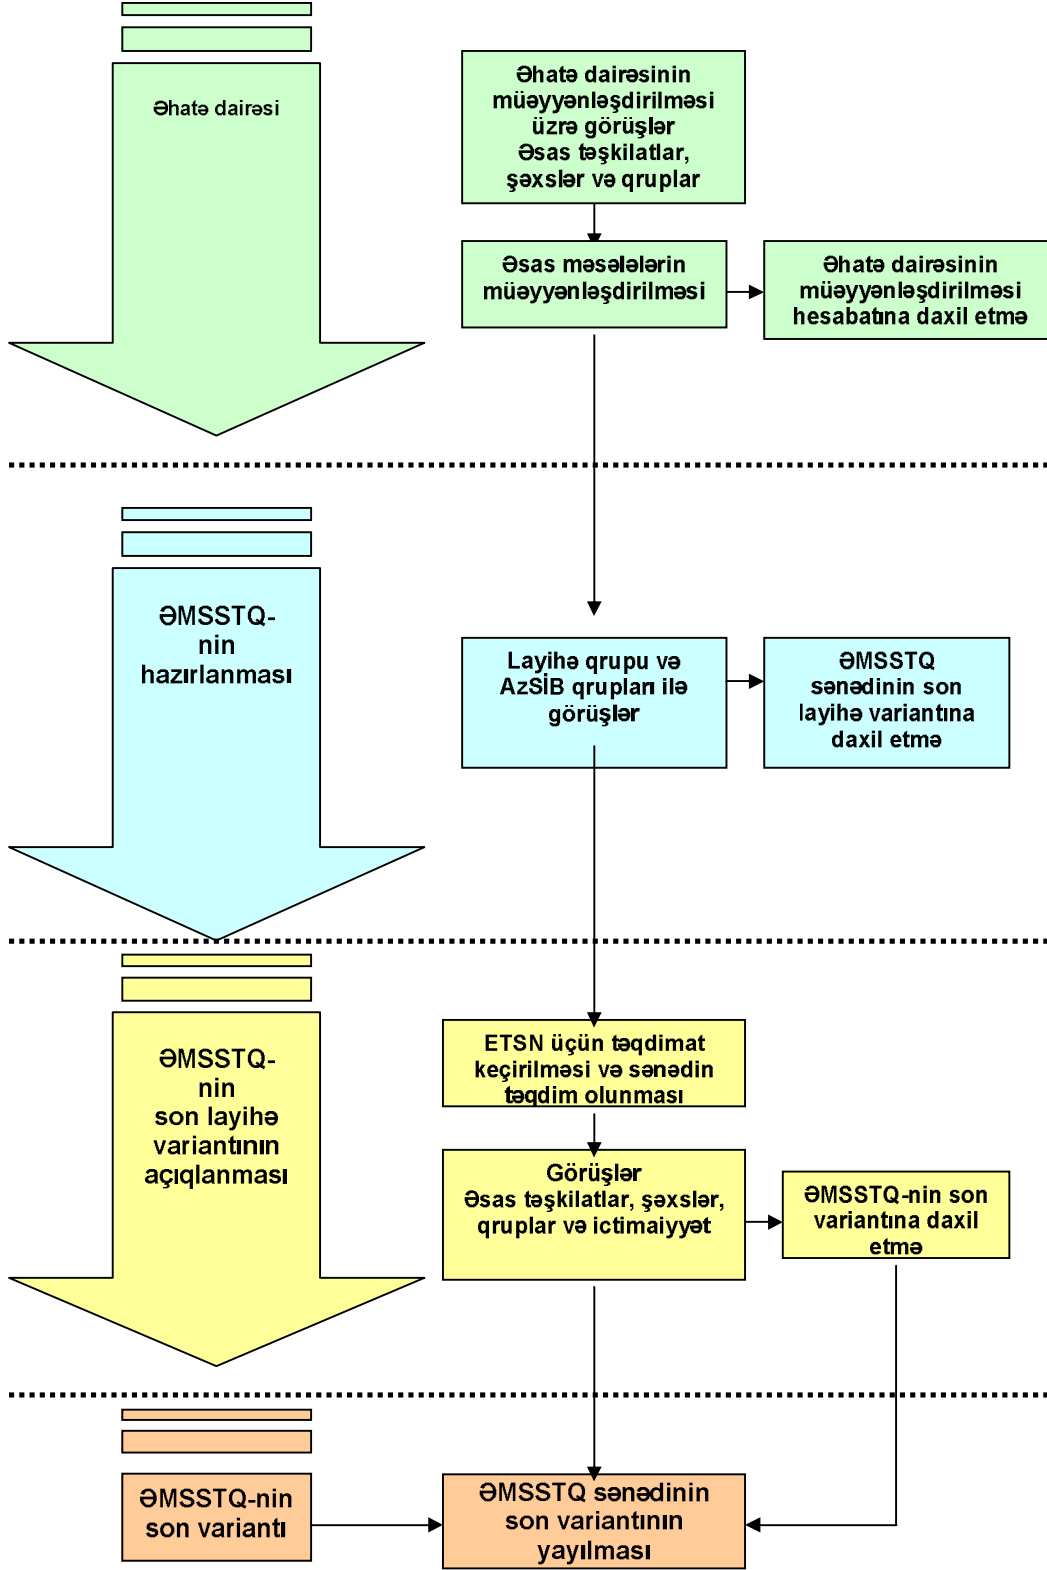 Əhatə dairəsi
Əhatə dairəsinin
müəyyənləşdirilməsi
üzrə görüşlər
Əsas təşkilatlar,
şəxslər və qruplar
Əsas məsələlərin
müəyyənləşdirilməsi
Əhatə dairəsinin
müəyyənləşdirilməsi
hesabatına daxil etmə
ƏMSSTQ-
nin
hazırlanması
Layihə qrupu və
AzSİB qrupları ilə
görüşlər
ƏMSSTQ
sənədinin son
layihə variantına
daxil etmə
ƏMSSTQ-
nin
son layihə
variantının
açıqlanması
ETSN üçün təqdimat
keçirilməsi və sənədin
təqdim olunması
Görüşlər
Əsas təşkilatlar, şəxslər,
qruplar və ictimaiyyət
ƏMSSTQ-nin son
variantına daxil
etmə
ƏMSSTQ-nin
son variantı
ƏMSSTQ sənədinin
son variantının
yayılması